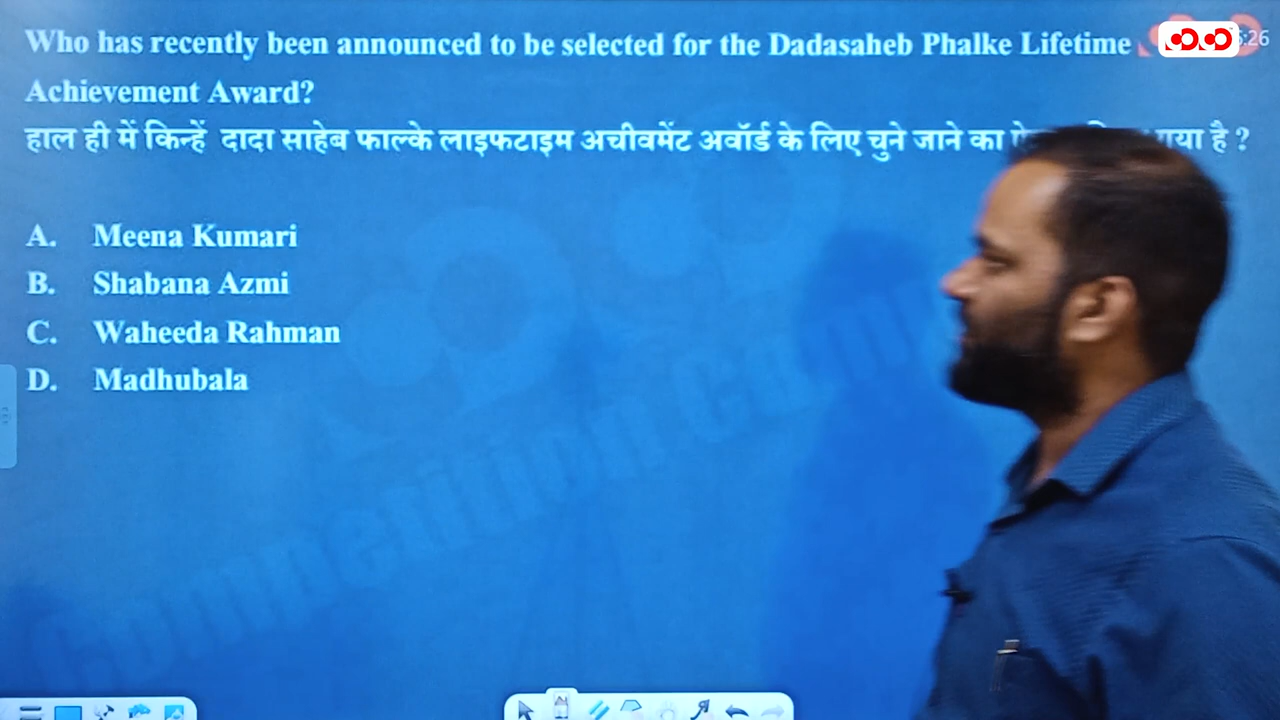 Who has recently been announced to be selected for the Dadasaheb Phalke Lifetime
Achievement Award?
हाल ही में किन्हें दादा साहेब फाल्के लाइफटाइम अचीवमेंट अवॉर्ड के लिए चुने जाने का है ?
A. Meena Kumari
B. Shabana Azmi
C. Waheeda Rahman
D. Madhubala